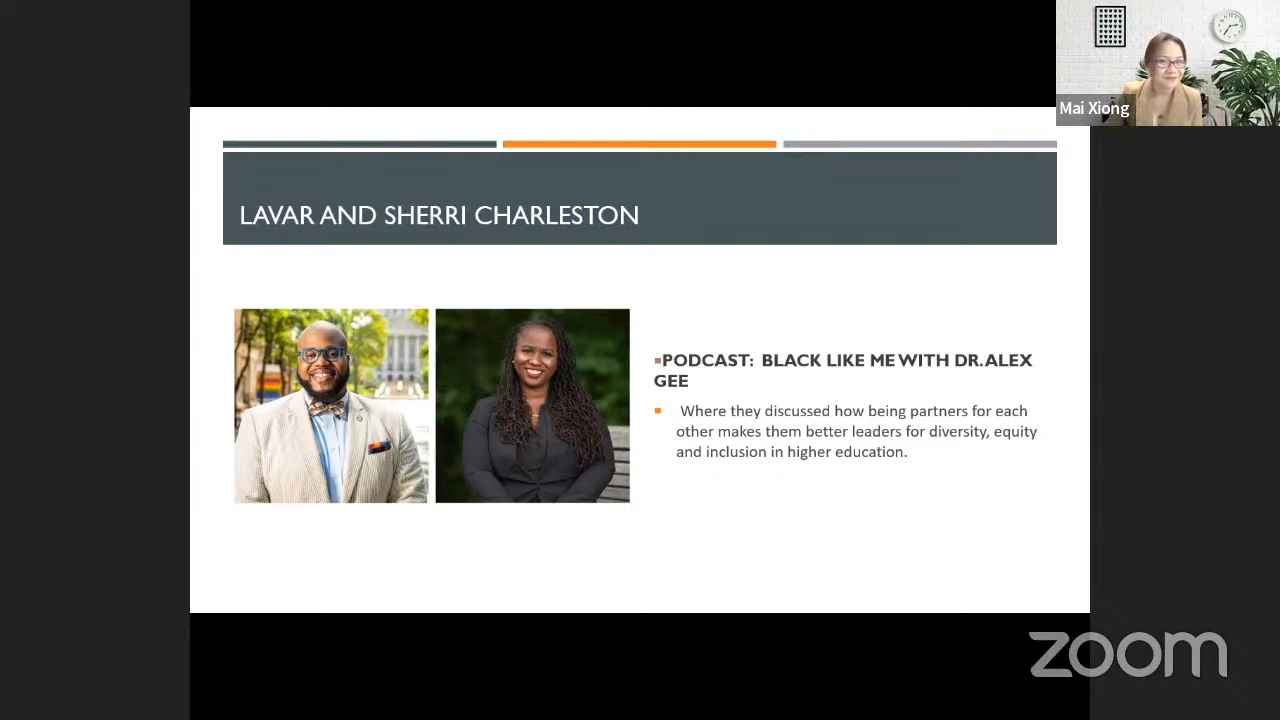 Mai Xiong
LAVAR AND SHERRI CHARLESTON
▪PODCAST: BLACK LIKE ME WITH DR. ALEX
GEE
▪ Where they discussed how being partners for each
other makes them better leaders for diversity, equity
and inclusion in higher education.
zoom